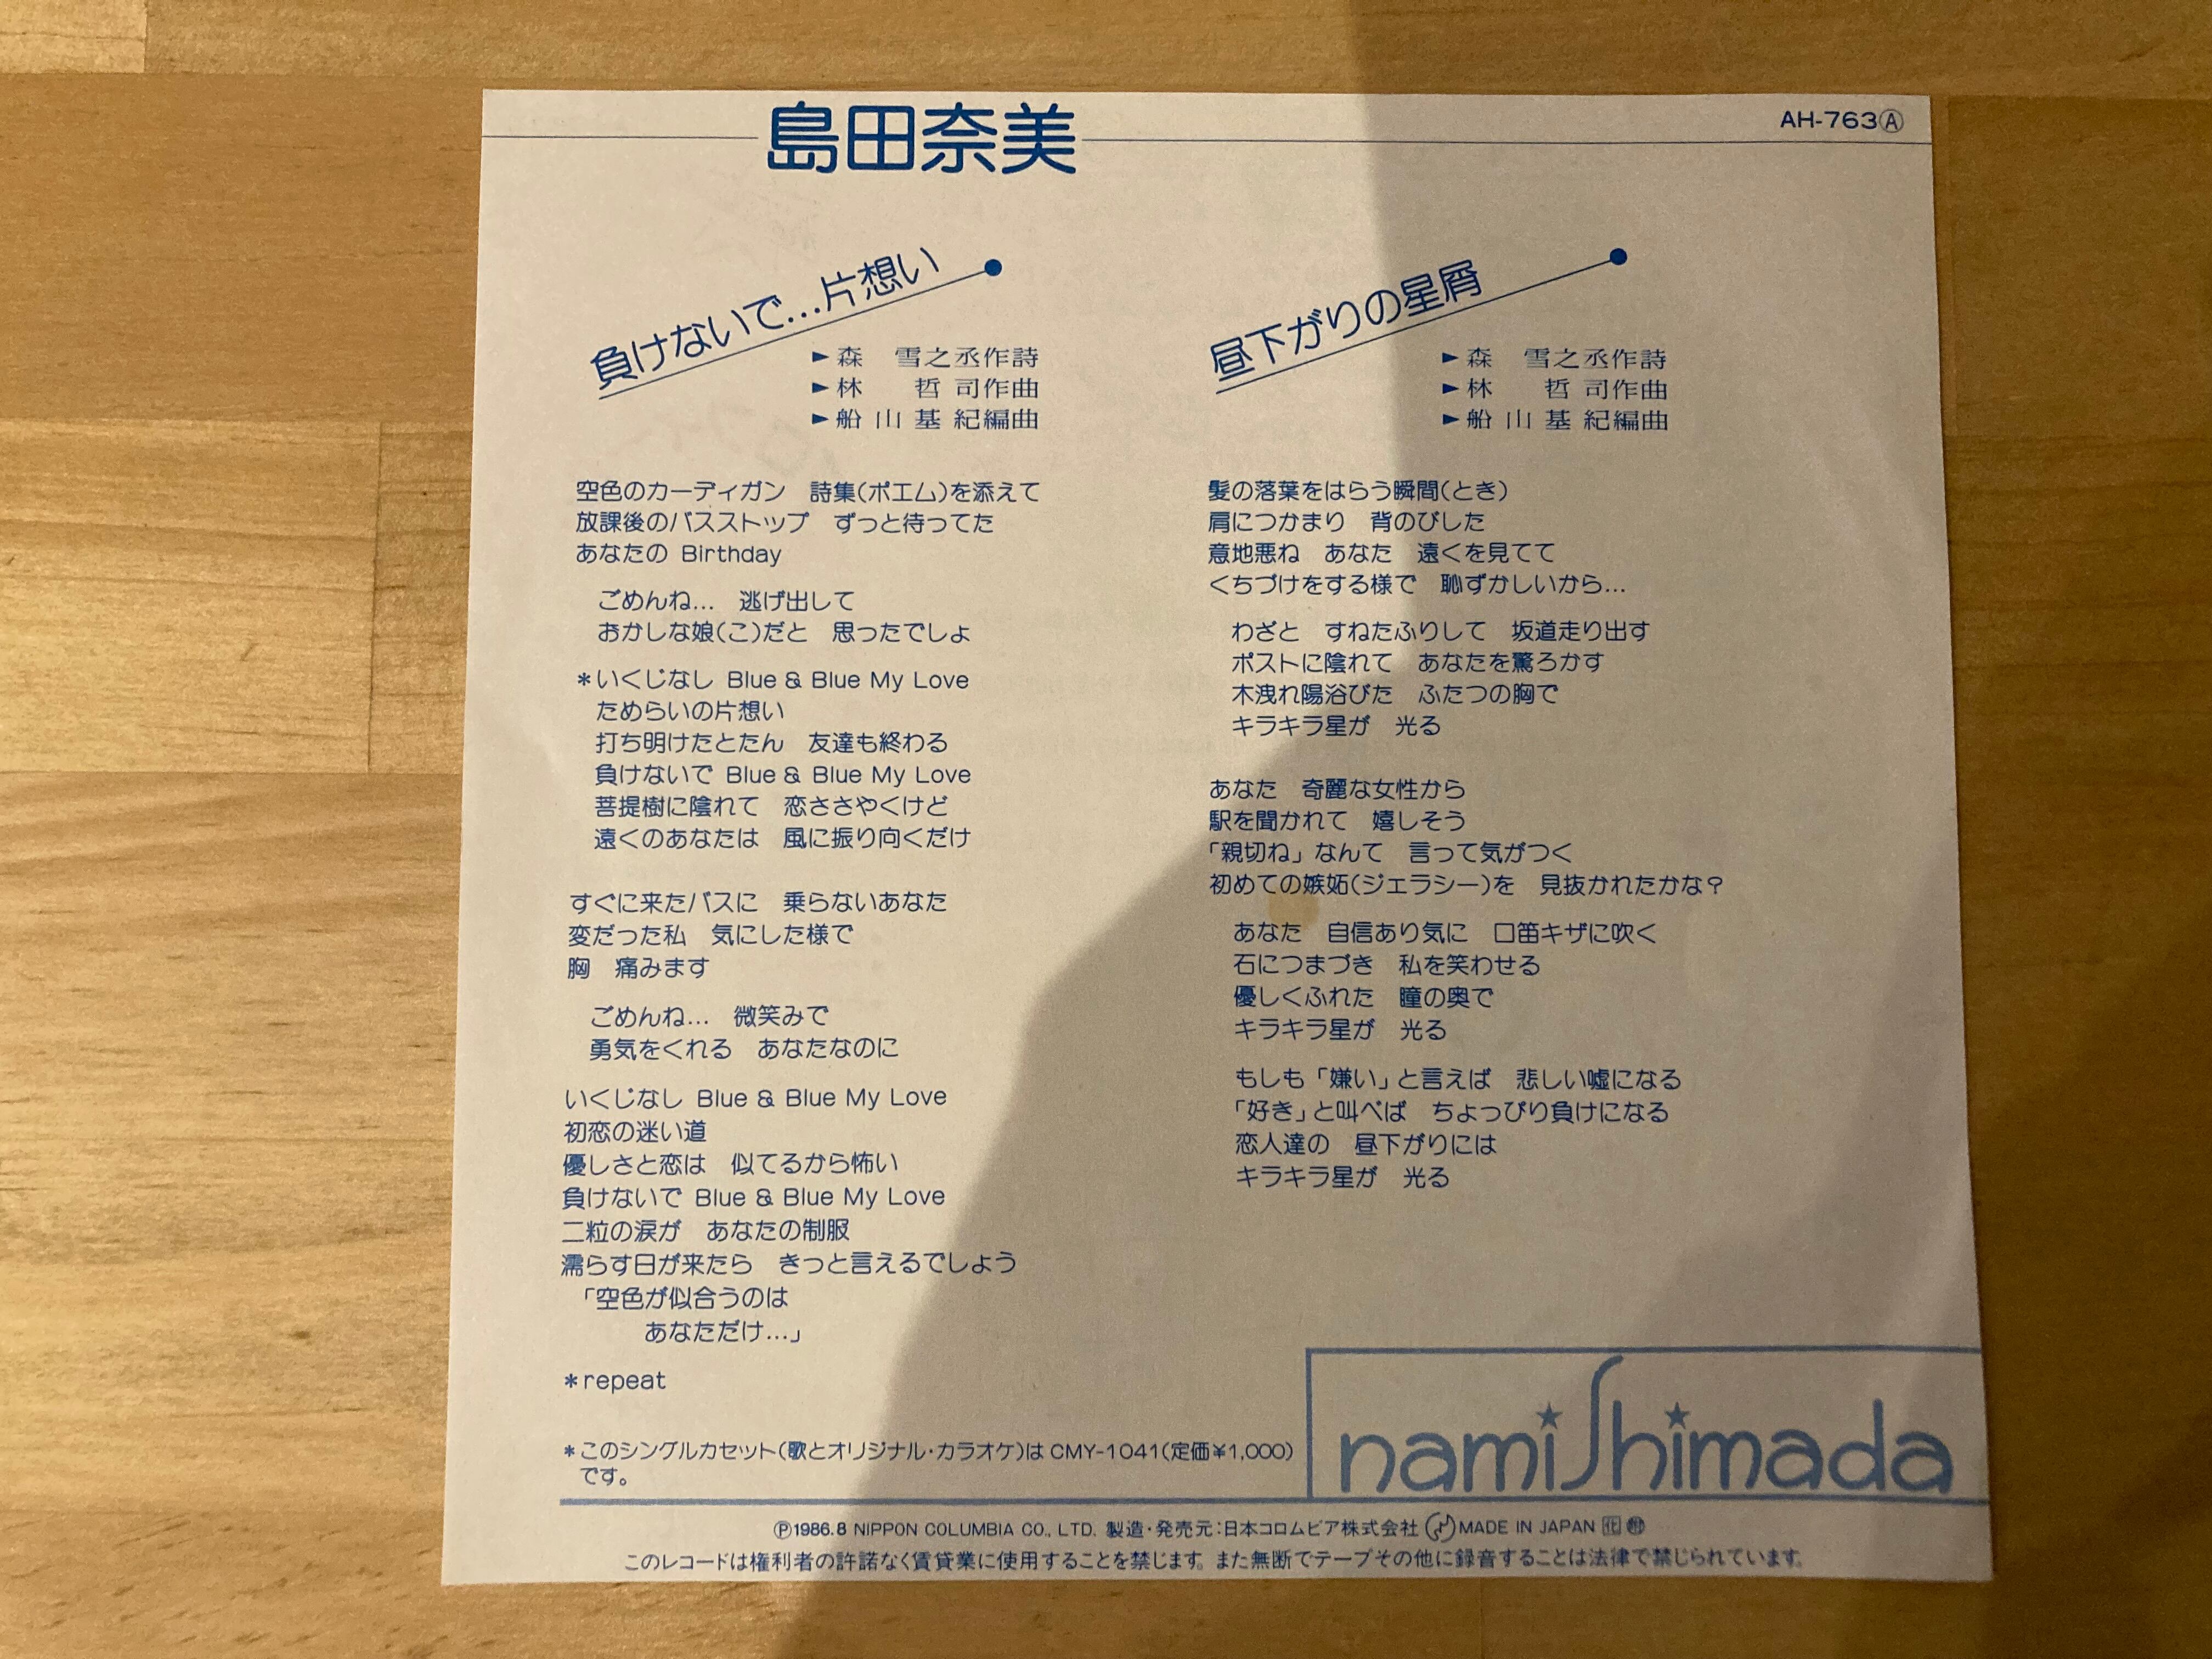 島田奈美
AH-763Ⓐ
負けないで…片想い
►森 雪之丞作詩
►林 哲司作曲
►船山基紀編曲
空色のカーディガン 詩集(ポエム)を添えて
放課後のバスストップ ずっと待ってた
あなたの Birthday
ごめんね… 逃げ出して
おかしな娘(こ)だと 思ったでしょ
*いくじなし Blue & Blue My Love
ためらいの片想い
打ち明けたとたん 友達も終わる
負けないで Blue & Blue My Love
菩提樹に陰れて 恋ささやくけど
遠くのあなたは 風に振り向くだけ
すぐに来たバスに 乗らないあなた
変だった私 気にした様で
胸 痛みます
ごめんね… 微笑みで
勇気をくれる あなたなのに
いくじなし Blue & Blue My Love
初恋の迷い道
優しさと恋は 似てるから怖い
負けないで Blue & Blue My Love
二粒の涙が あなたの制服
濡らす日が来たら きっと言えるでしょう
「空色が似合うのは
あなただけ…」
*repeat
昼下がりの星屑
►森 雪之丞作詩
►林 哲司作曲
►船山基紀編曲
髪の落葉をはらう瞬間(とき)
肩につかまり 背のびした
意地悪ね あなた 遠くを見てて
くちづけをする様で 恥ずかしいから…
わざと すねたふりして 坂道走り出す
ポストに陰れて あなたを驚ろかす
木洩れ陽浴びた ふたつの胸で
キラキラ星が 光る
あなた 奇麗な女性から
駅を聞かれて 嬉しそう
「親切ね」なんて 言って気がつく
初めての嫉妬(ジェラシー)を 見抜かれたかな?
あなた 自信あり気に 口笛キザに吹く
石につまづき 私を笑わせる
優しくふれた 瞳の奥で
キラキラ星が 光る
もしも「嫌い」と言えば 悲しい嘘になる
「好き」と叫べば ちょっぴり負けになる
恋人達の 昼下がりには
キラキラ星が 光る
*このシングルカセット(歌とオリジナル・カラオケ)は CMY-1041(定価¥1,000)
です。
nami Shimada
Ⓟ1986.8 NIPPON COLUMBIA CO., LTD. 製造・発売元:日本コロムビア株式会社 MADE IN JAPAN
このレコードは権利者の許諾なく賃貸業に使用することを禁じます。また無断でテープその他に録音することは法律で禁じられています。